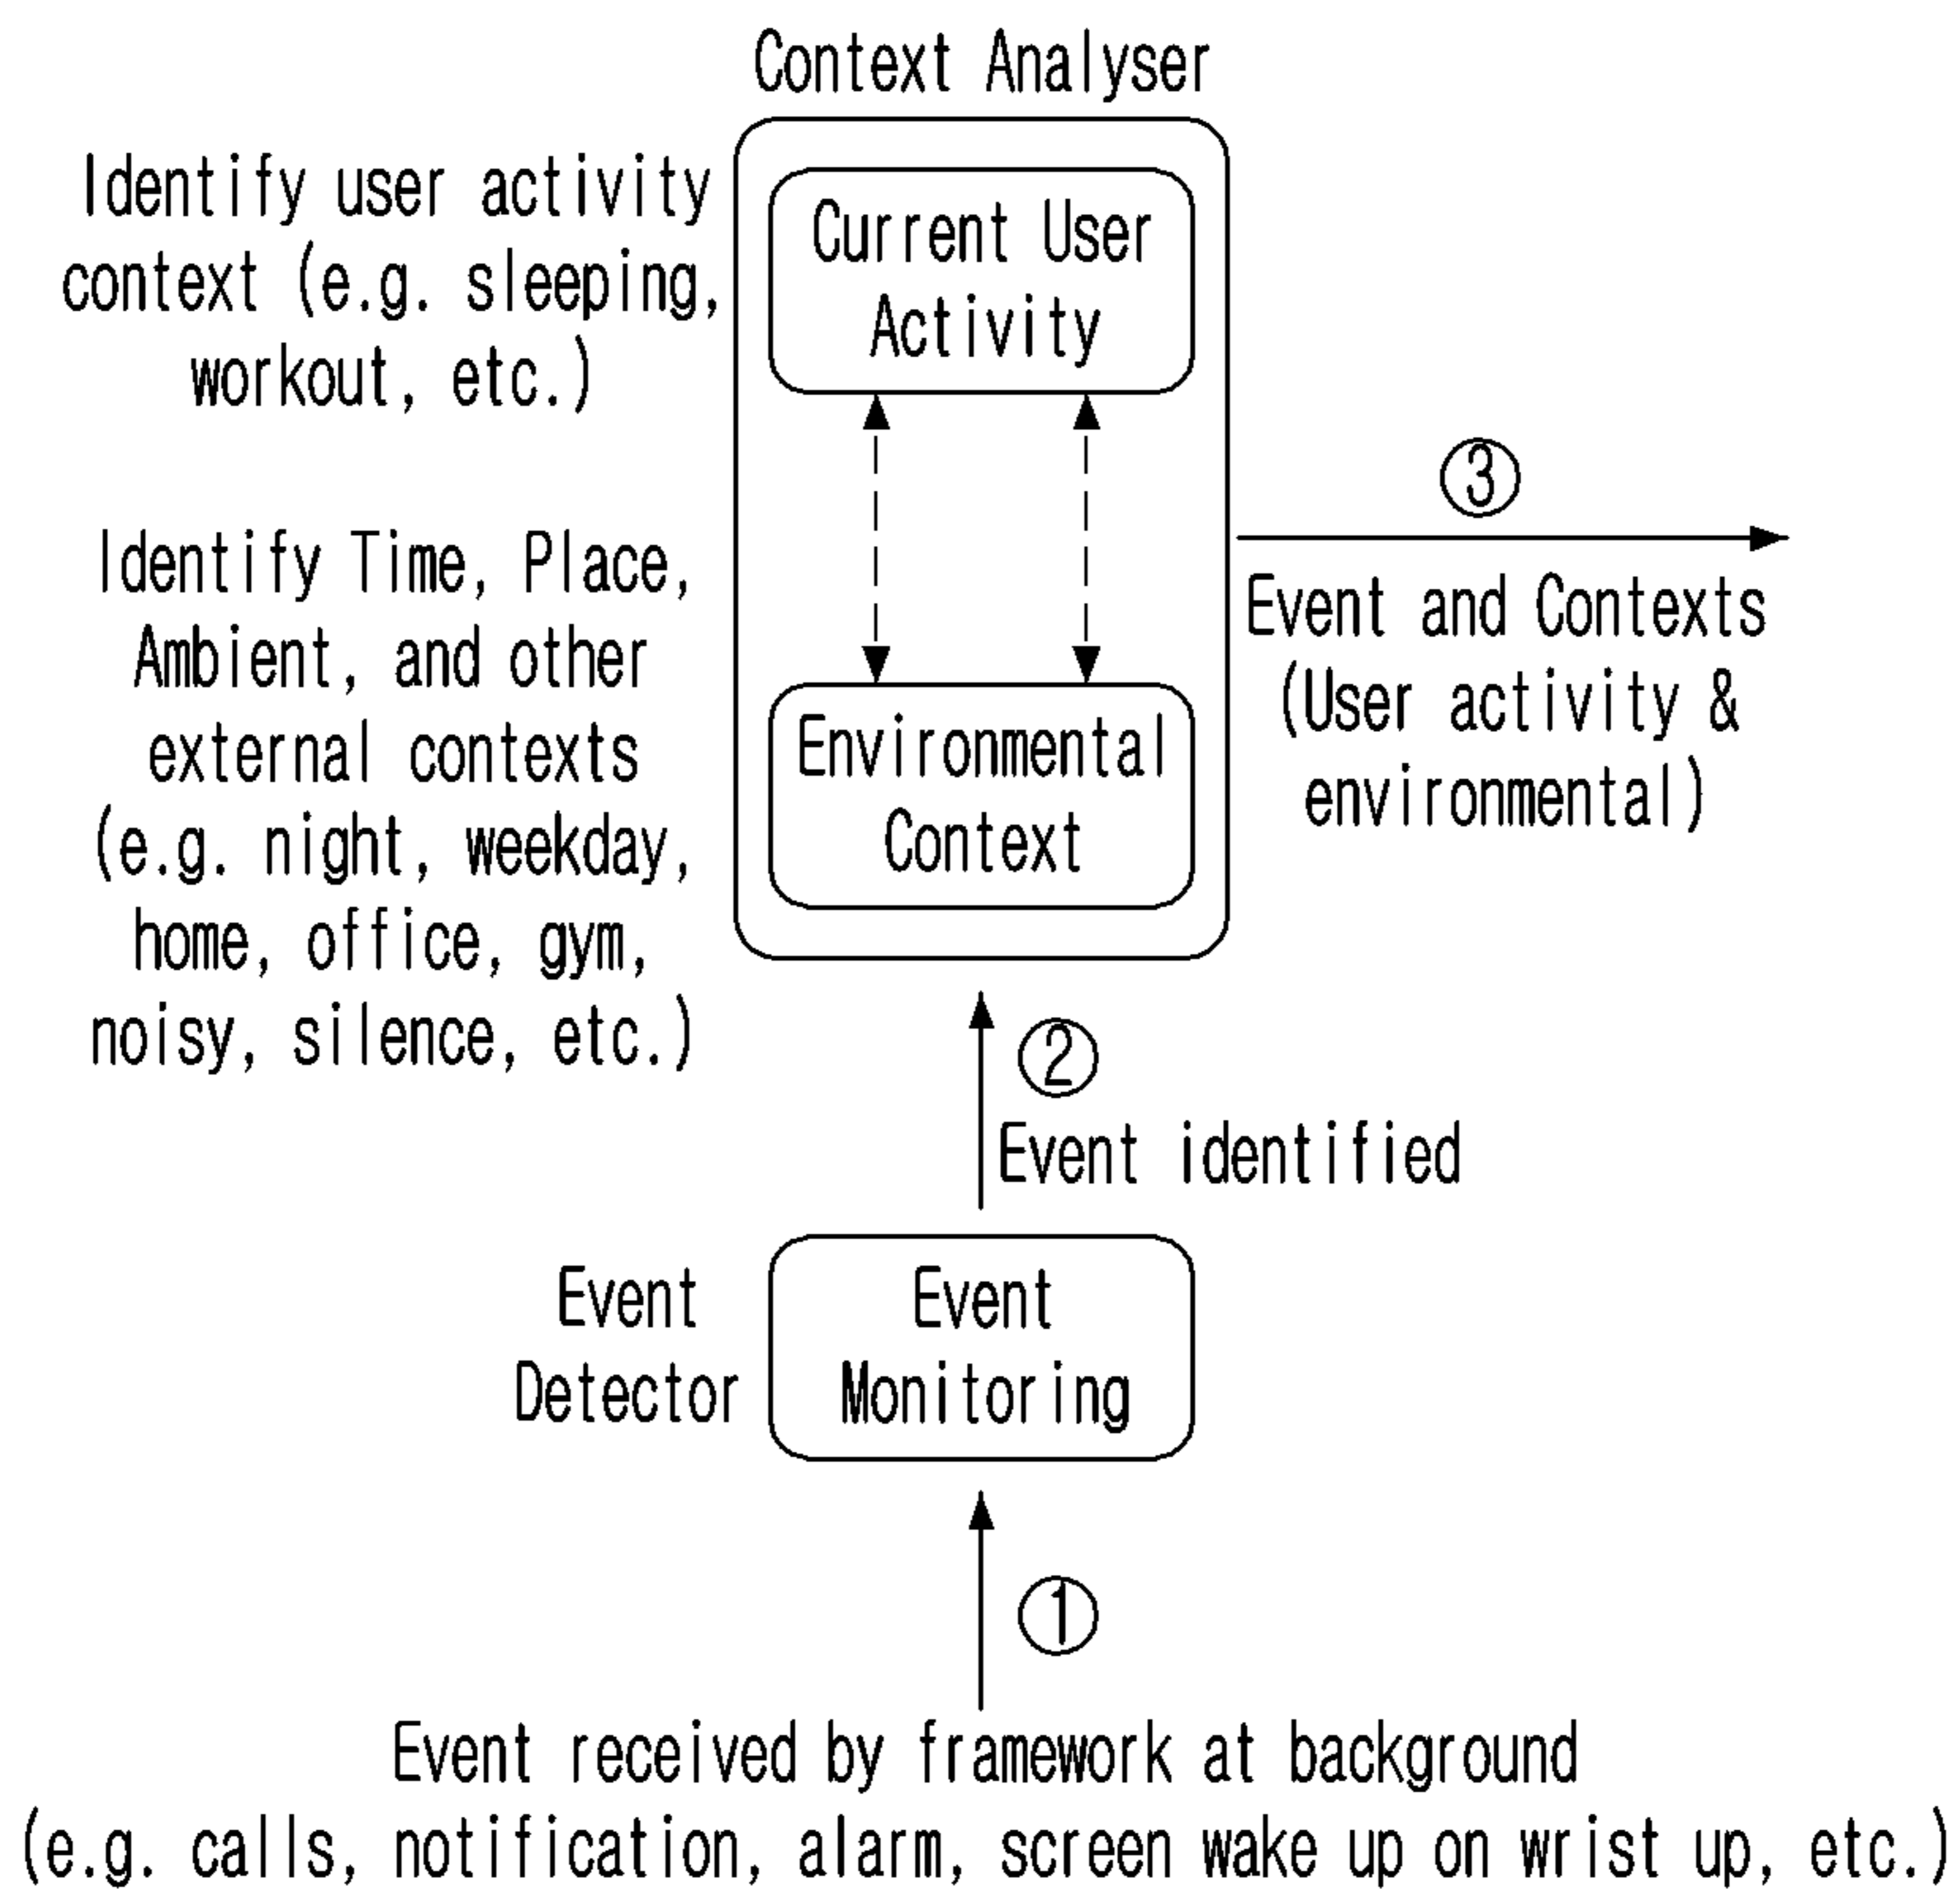 Context Analyser
Identify user activity
context (e.g. sleeping,
workout, etc.)
Current User
Activity
③
Identify Time, Place,
Ambient, and other
external contexts
(e.g. night, weekday,
home, office, gym,
noisy, silence, etc.)
Event and Contexts
(User activity &
environmental)
Environmental
Context
②
Event identified
Event
Detector
Event
Monitoring
①
Event received by framework at background
(e.g. calls, notification, alarm, screen wake up on wrist up, etc.)